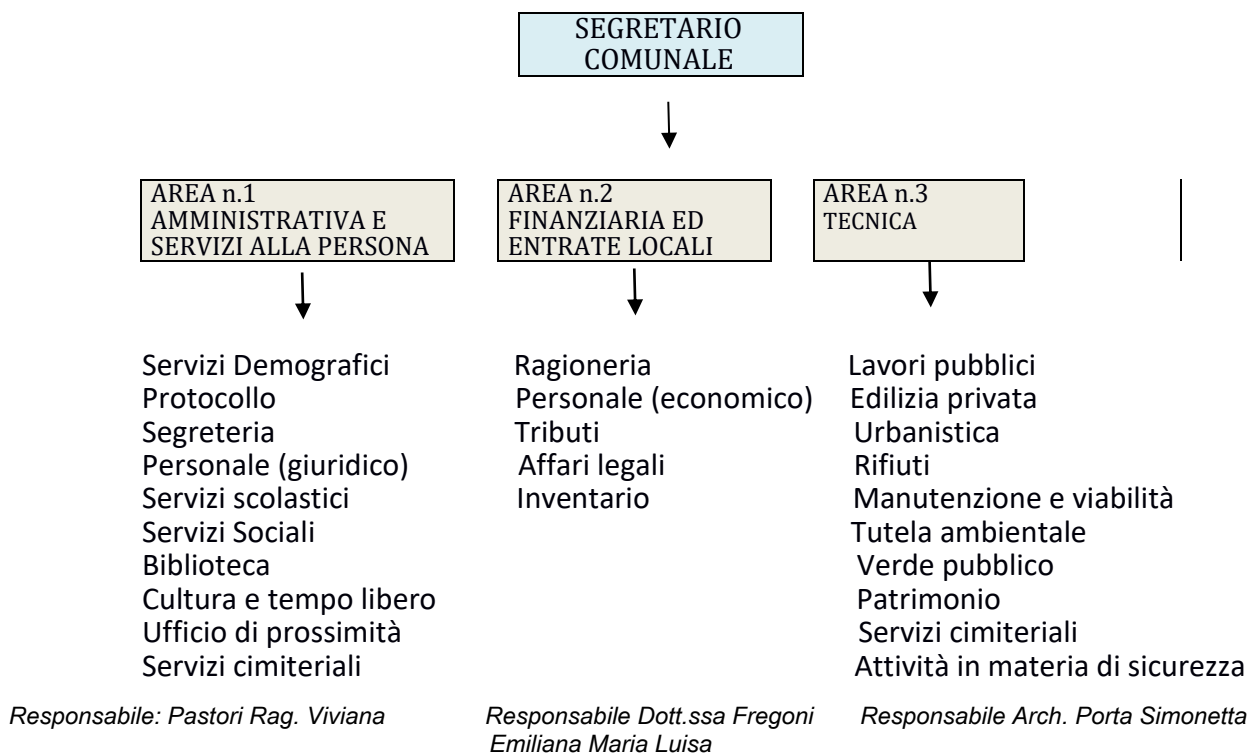 SEGRETARIO
COMUNALE
AREA n.1
AMMINISTRATIVA E
SERVIZI ALLA PERSONA
AREA n.2
FINANZIARIA ED
ENTRATE LOCALI
AREA n.3
TECNICA
Servizi Demografici
Protocollo
Segreteria
Personale (giuridico)
Servizi scolastici
Servizi Sociali
Biblioteca
Cultura e tempo libero
Ufficio di prossimità
Servizi cimiteriali
Ragioneria
Personale (economico)
Tributi
Affari legali
Inventario
Lavori pubblici
Edilizia privata
Urbanistica
Rifiuti
Manutenzione e viabilità
Tutela ambientale
Verde pubblico
Patrimonio
Servizi cimiteriali
Attività in materia di sicurezza
Responsabile: Pastori Rag. Viviana
Responsabile Dott.ssa Fregoni
Emiliana Maria Luisa
Responsabile Arch. Porta Simonetta